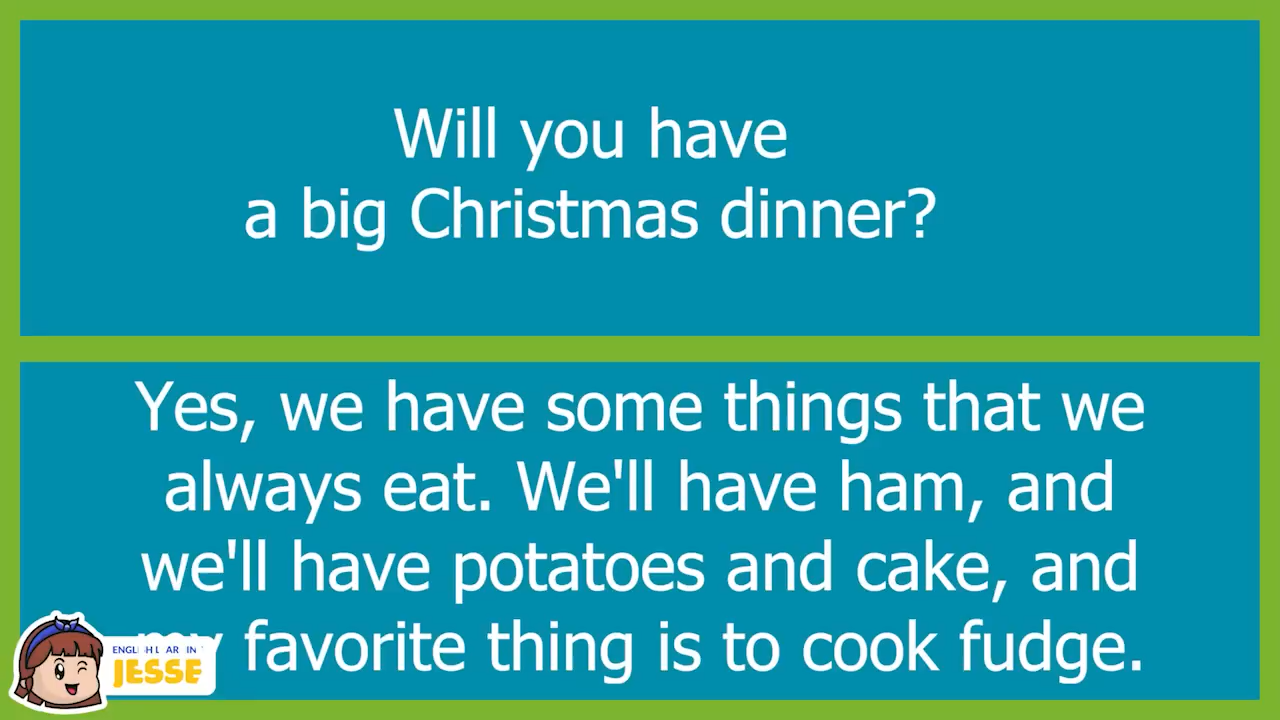 Will you have
a big Christmas dinner?
Yes, we have some things that we
always eat. We'll have ham, and
we'll have potatoes and cake, and
my favorite thing is to cook fudge.
JESSE